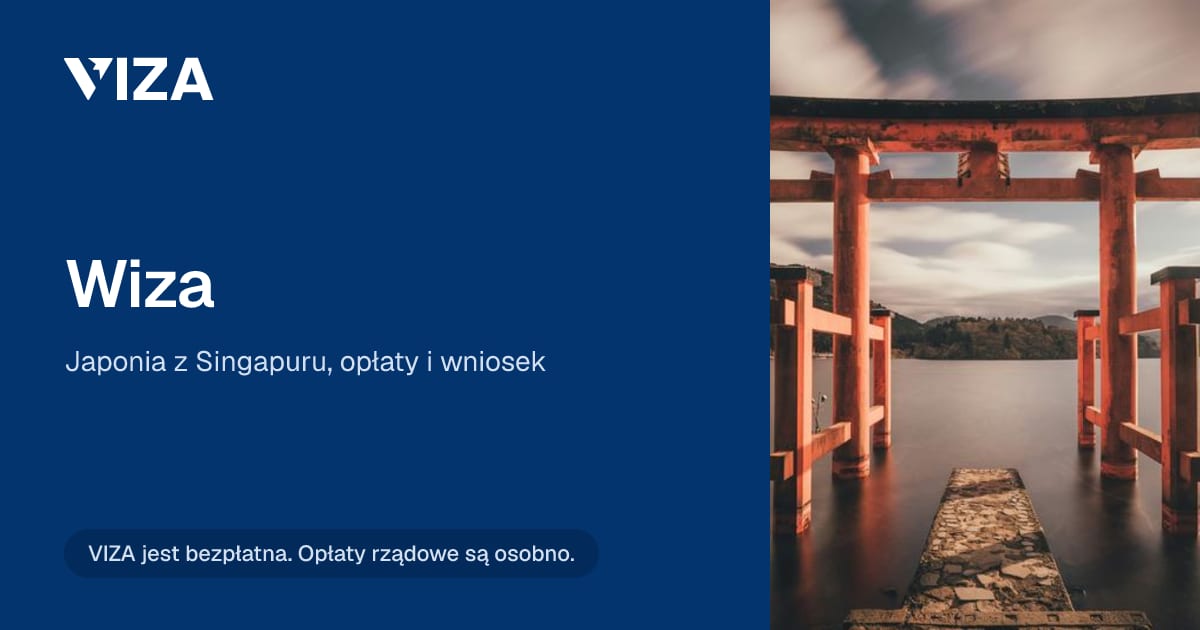 VIZA
Wiza
Japonia z Singapuru, opłaty i wniosek
VIZA jest bezpłatna. Opłaty rządowe są osobno.